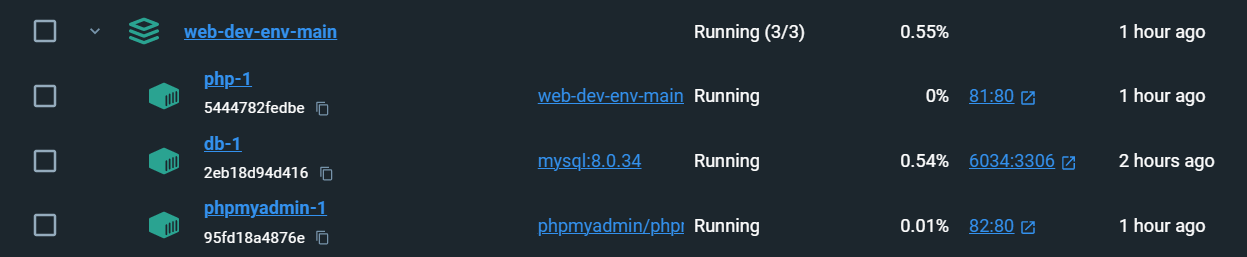 web-dev-env-main Running (3/3) 0.55% 1 hour ago
php-1
5444782fedbe web-dev-env-main Running 0% 81:80 1 hour ago
db-1
2eb18d94d416 mysql:8.0.34 Running 0.54% 6034:3306 2 hours ago
phpmyadmin-1
95fd18a4876e phpmyadmin/phpr Running 0.01% 82:80 1 hour ago